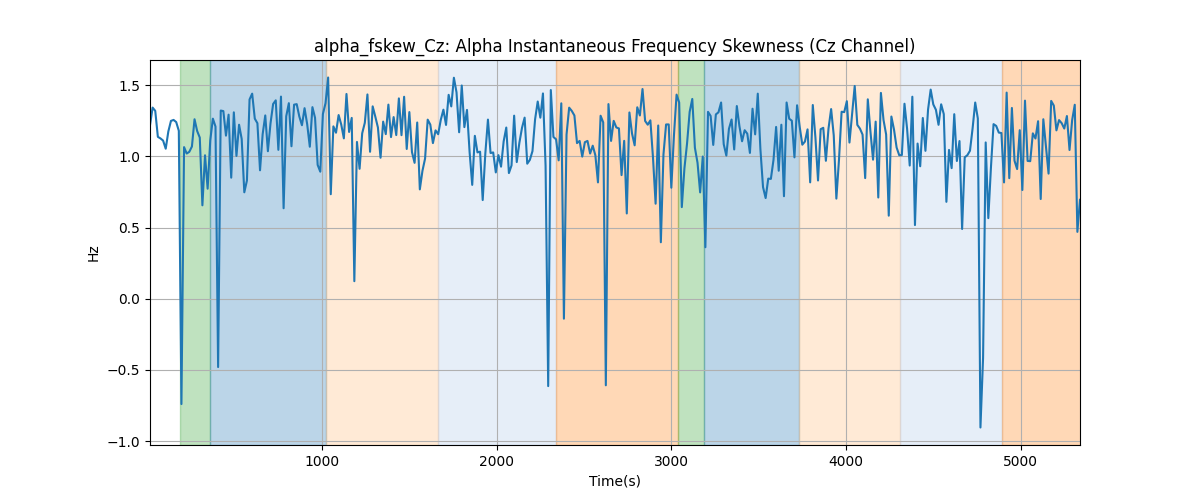 alpha_fskew_Cz: Alpha Instantaneous Frequency Skewness (Cz Channel)
1.5
1.0
0.5
0.0
−0.5
−1.0
Hz
1000 2000 3000 4000 5000
Time(s)